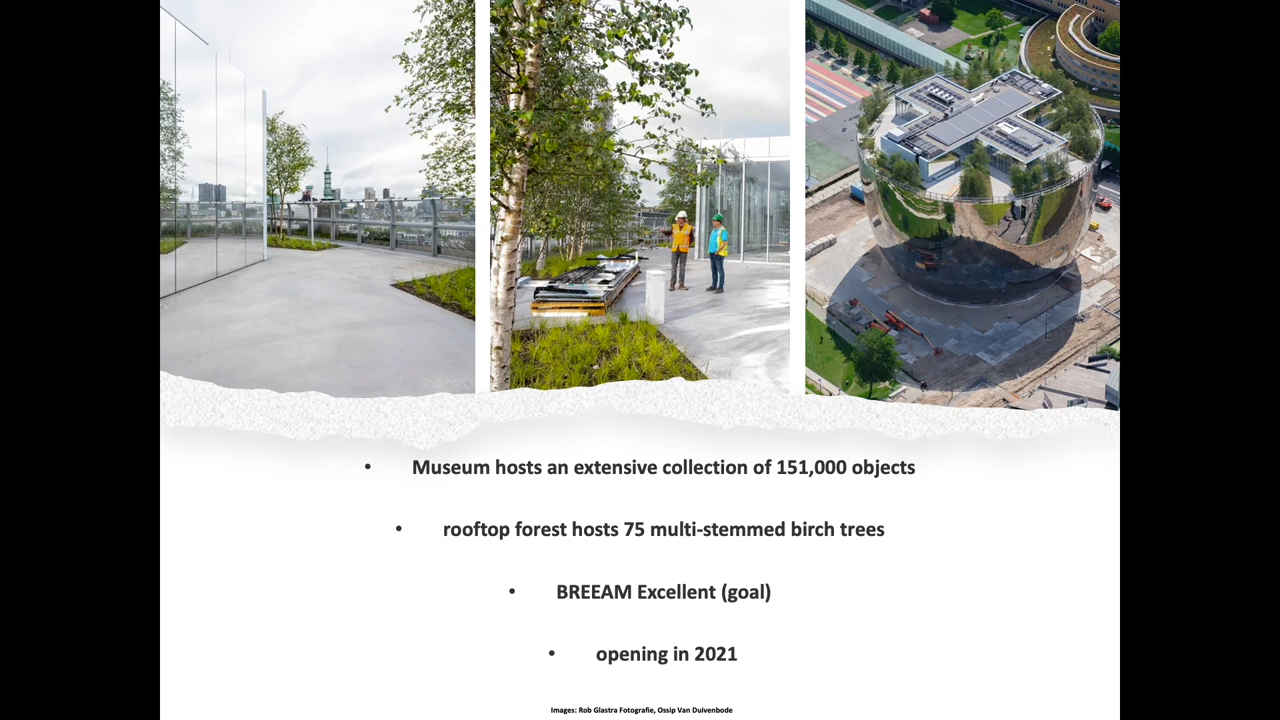 • Museum hosts an extensive collection of 151,000 objects
• rooftop forest hosts 75 multi-stemmed birch trees
• BREEAM Excellent (goal)
• opening in 2021
Images: Rob Glastra Fotografie, Ossip Van Duivenbode